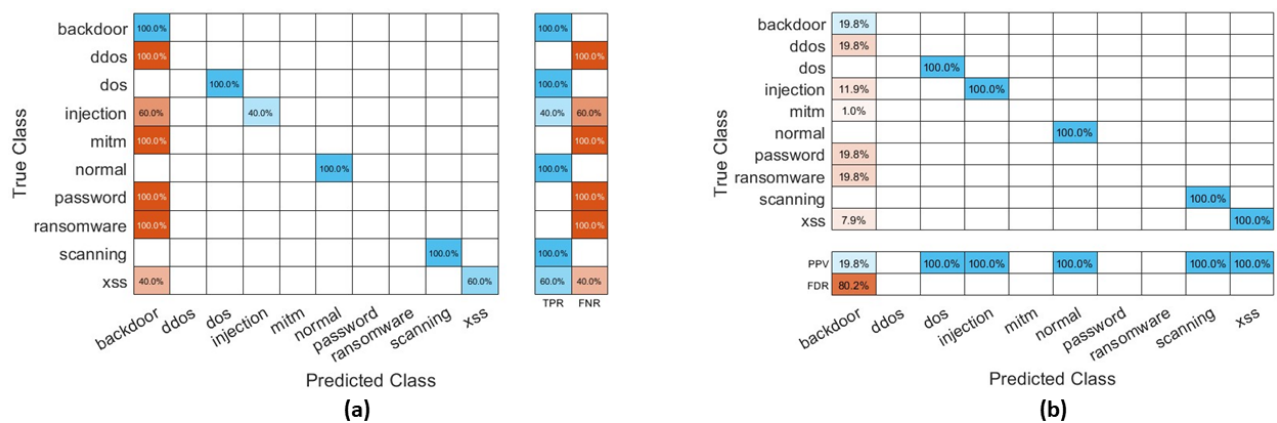 backdoor 100.0% 100.0%
ddos 100.0% 100.0%
dos 100.0% 100.0%
injection 60.0% 40.0% 40.0% 60.0%
mitm 100.0% 100.0%
normal 100.0% 100.0%
password 100.0% 100.0%
ransomware 100.0% 100.0%
scanning 100.0% 100.0%
xss 40.0% 60.0% 60.0% 40.0%
TPR FNR
True Class
backdoor ddos dos injection mitm normal password ransomware scanning xss
Predicted Class
(a)
backdoor 19.8%
ddos 19.8%
dos 100.0%
injection 11.9% 100.0%
mitm 1.0%
normal 100.0%
password 19.8%
ransomware 19.8%
scanning 100.0%
xss 7.9% 100.0%
PPV 19.8% 100.0% 100.0% 100.0% 100.0% 100.0%
FDR 80.2%
True Class
backdoor ddos dos injection mitm normal password ransomware scanning xss
Predicted Class
(b)